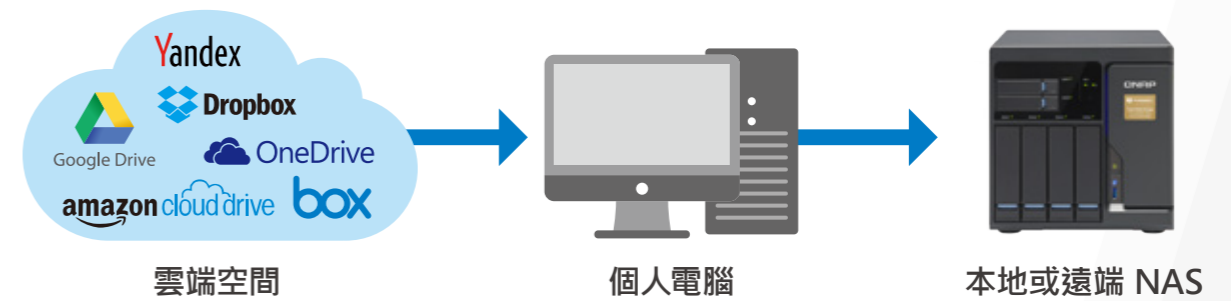 Yandex
Dropbox
Google Drive
OneDrive
amazon cloud drive
box
QNAP
雲端空間
個人電腦
本地或遠端 NAS